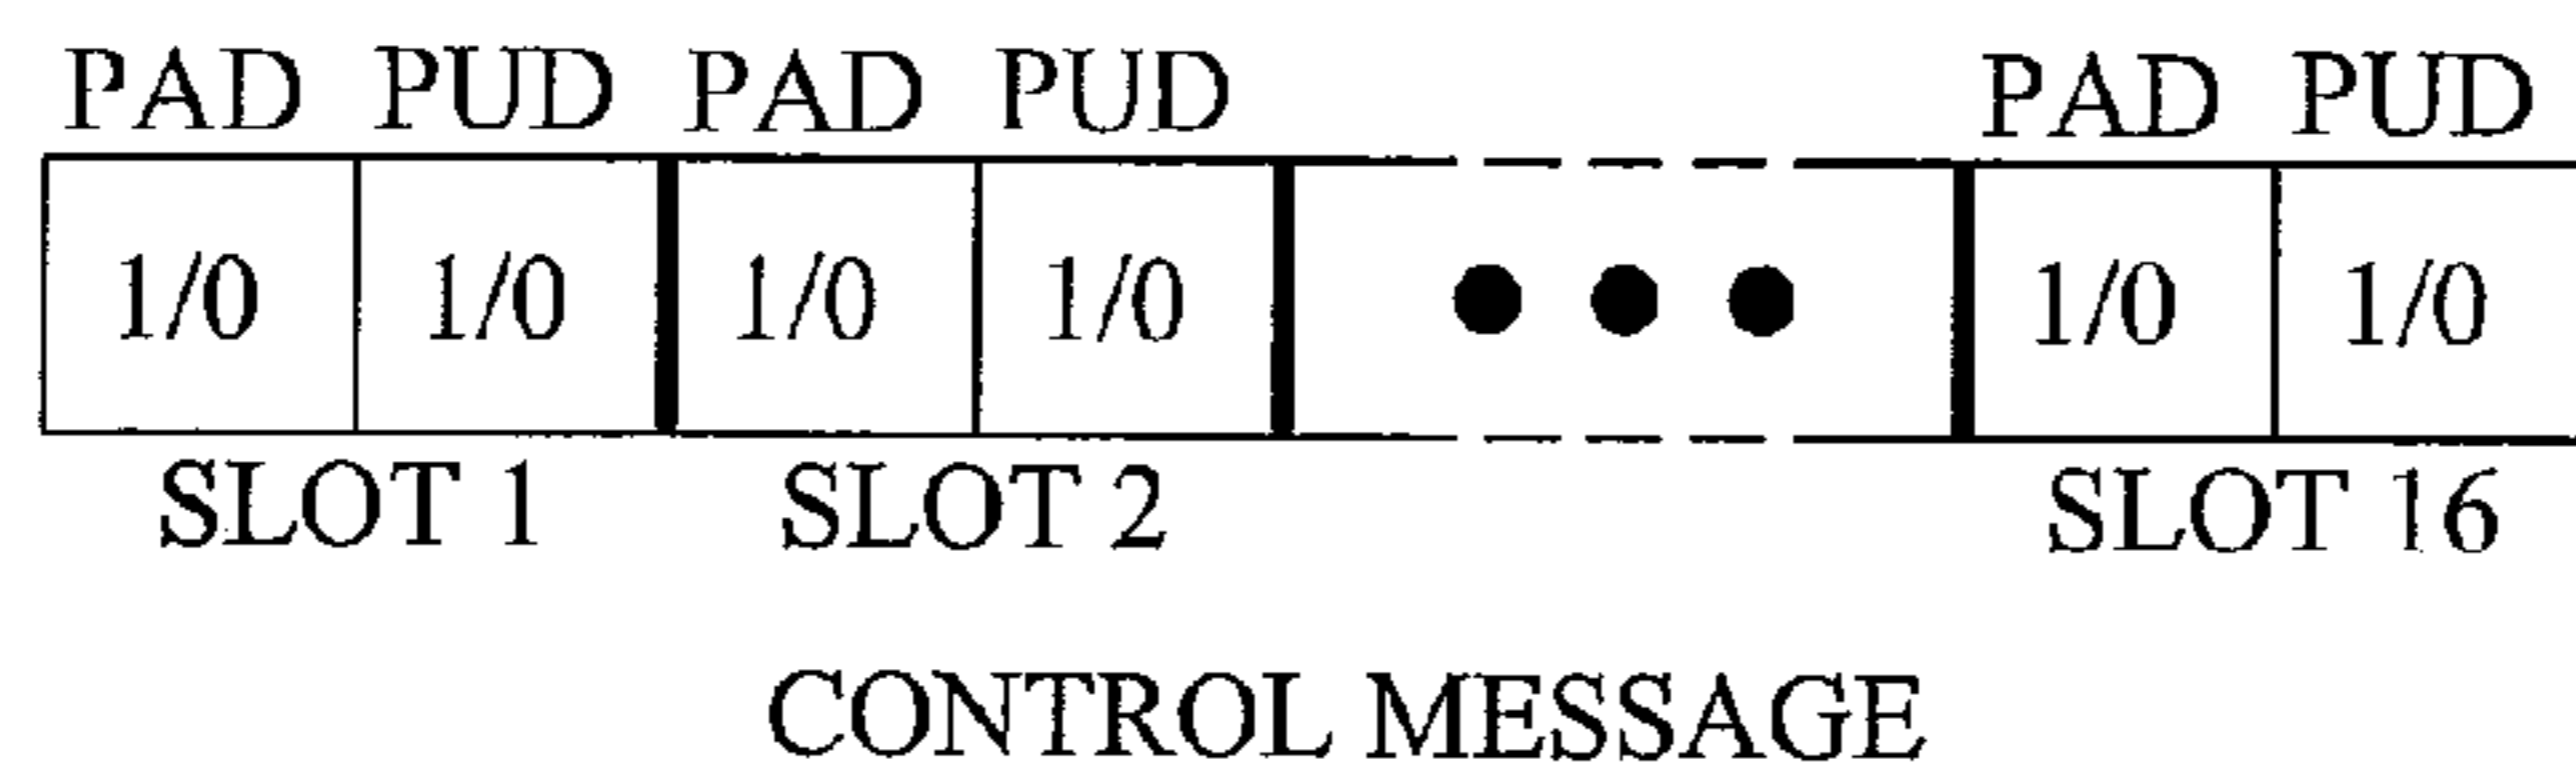 PAD PUD PAD PUD PAD PUD
1/0 1/0 1/0 1/0 1/0 1/0
SLOT 1 SLOT 2 SLOT 16
CONTROL MESSAGE